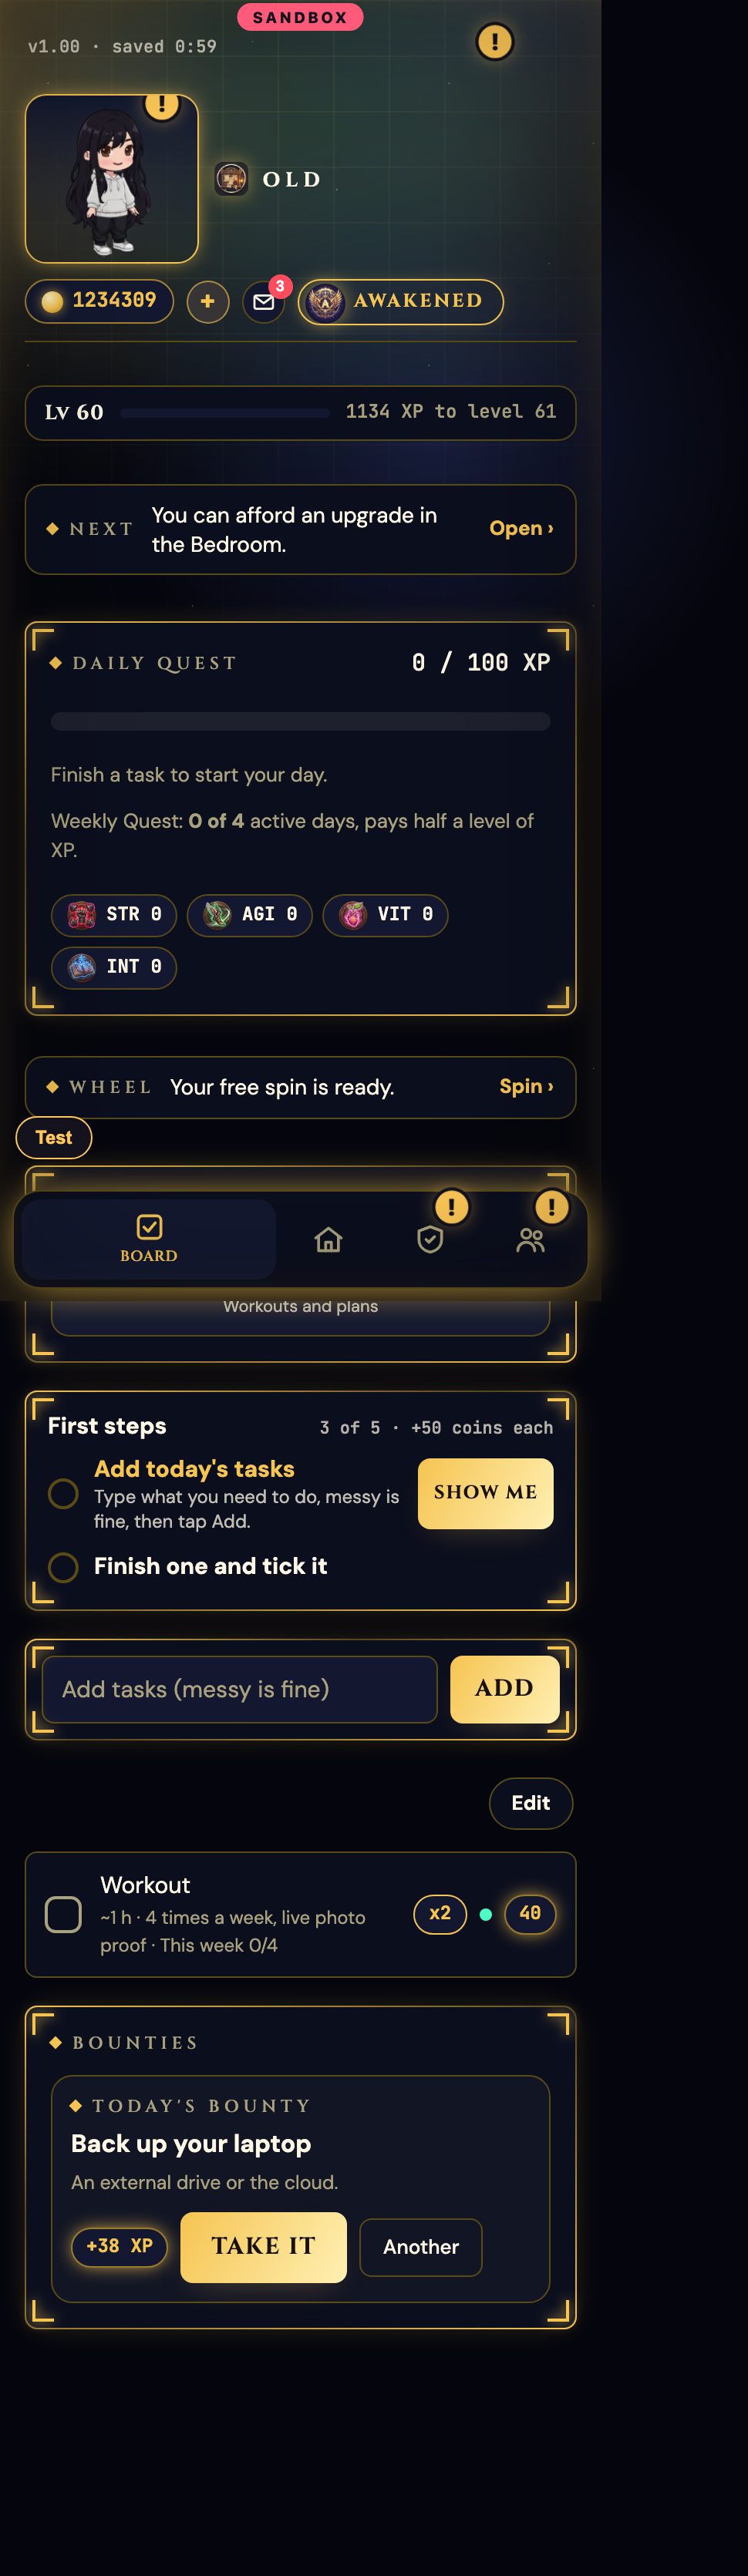 SANDBOX
v1.00 · saved 0:59
!
!
OLD
1234309
+
3
AWAKENED
Lv 60
1134 XP to level 61
NEXT
You can afford an upgrade in
the Bedroom.
Open ›
DAILY QUEST
0 / 100 XP
Finish a task to start your day.
Weekly Quest: 0 of 4 active days, pays half a level of
XP.
STR 0
AGI 0
VIT 0
INT 0
WHEEL
Your free spin is ready.
Spin ›
Test
!
!
BOARD
Workouts and plans
First steps
3 of 5 · +50 coins each
Add today's tasks
Type what you need to do, messy is
fine, then tap Add.
SHOW ME
Finish one and tick it
Add tasks (messy is fine)
ADD
Edit
Workout
~1 h · 4 times a week, live photo
proof · This week 0/4
x2
40
BOUNTIES
TODAY'S BOUNTY
Back up your laptop
An external drive or the cloud.
+38 XP
TAKE IT
Another